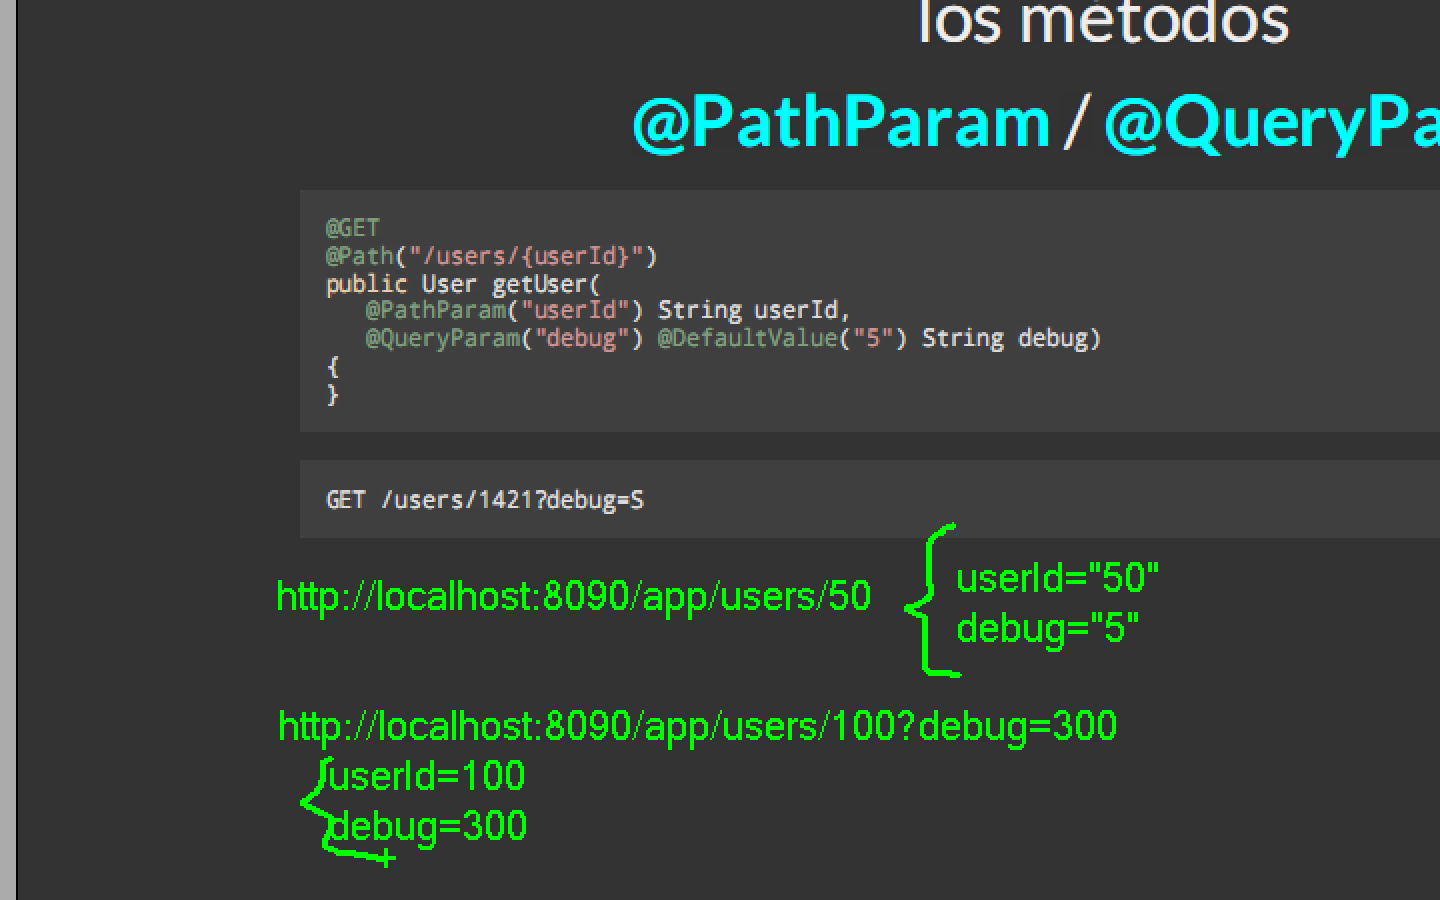 los métodos
@PathParam / @QueryPa
@GET
@Path("/users/{userId}")
public User getUser(
@PathParam("userId") String userId,
@QueryParam("debug") @DefaultValue("5") String debug)
{
}
GET /users/1421?debug=S
http://localhost:8090/app/users/50
userId="50"
debug="5"
http://localhost:8090/app/users/100?debug=300
userId=100
debug=300